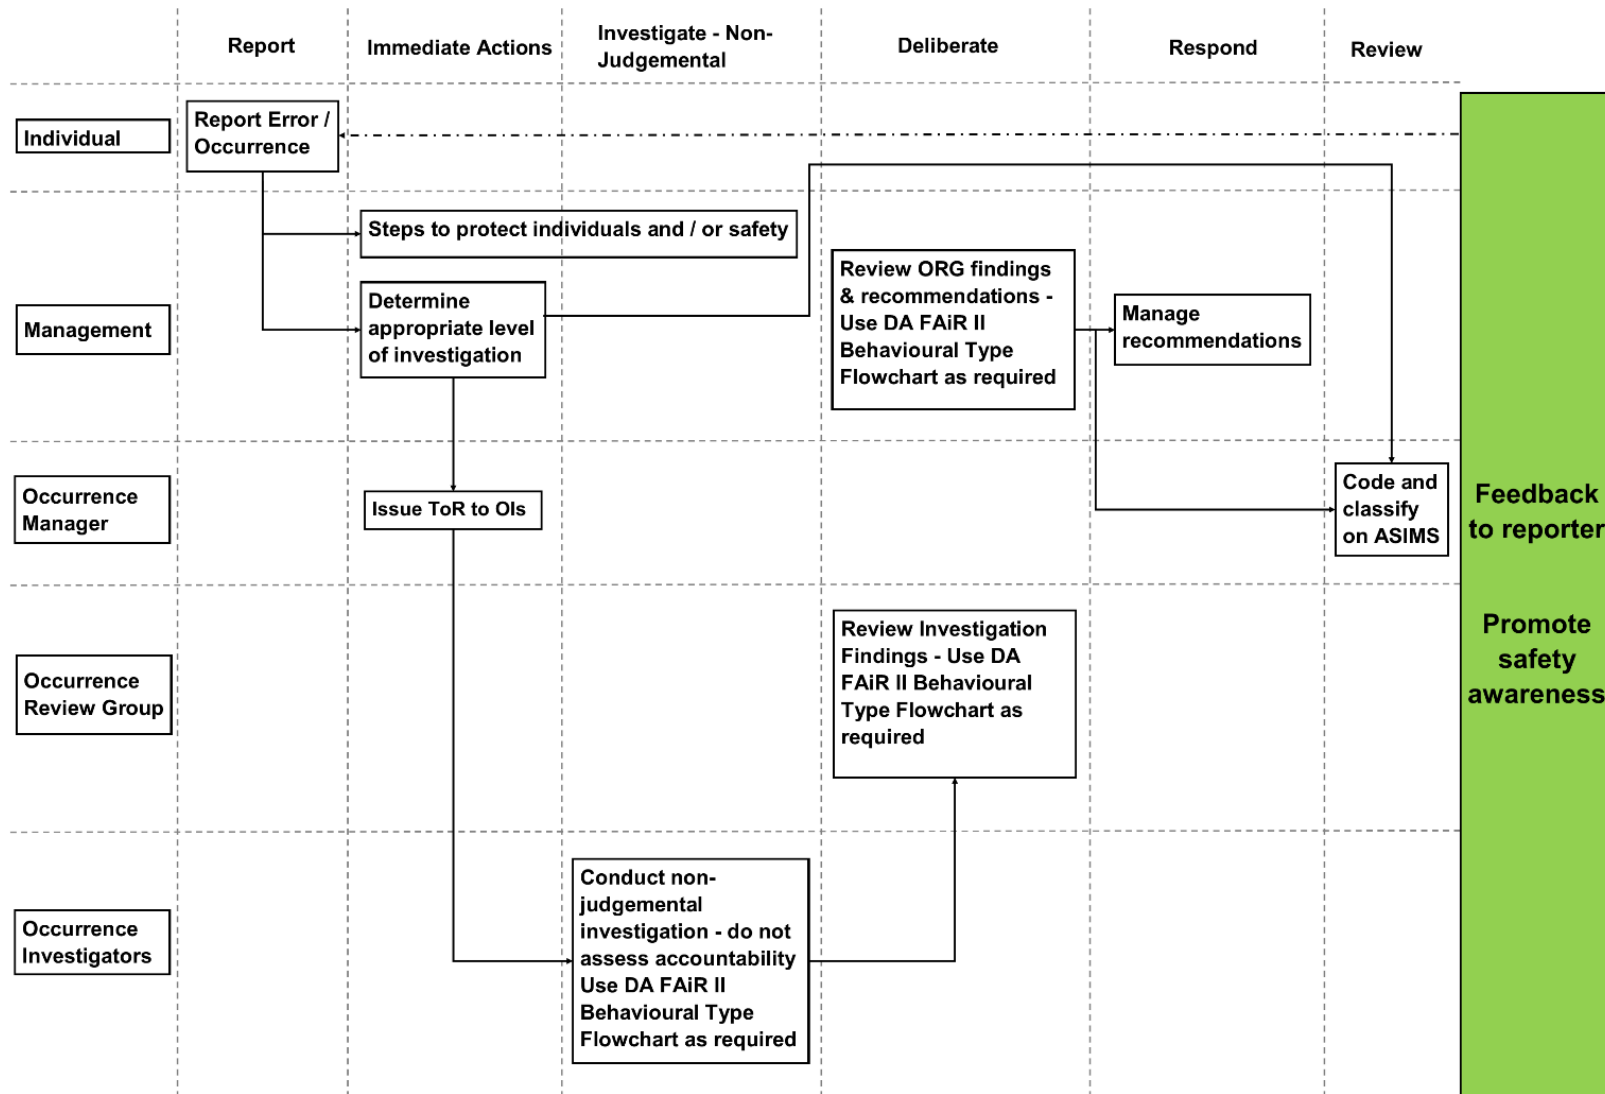 Report
Immediate Actions
Investigate - Non-
Judgemental
Deliberate
Respond
Review
Individual
Report Error /
Occurrence
Steps to protect individuals and / or safety
Management
Determine
appropriate level
of investigation
Review ORG findings
& recommendations -
Use DA FAiR II
Behavioural Type
Flowchart as required
Manage
recommendations
Occurrence
Manager
Issue ToR to OIs
Code and
classify
on ASIMS
Feedback
to reporter
Promote
safety
awareness
Occurrence
Review Group
Review Investigation
Findings - Use DA
FAiR II Behavioural
Type Flowchart as
required
Occurrence
Investigators
Conduct non-
judgemental
investigation - do not
assess accountability
Use DA FAiR II
Behavioural Type
Flowchart as required